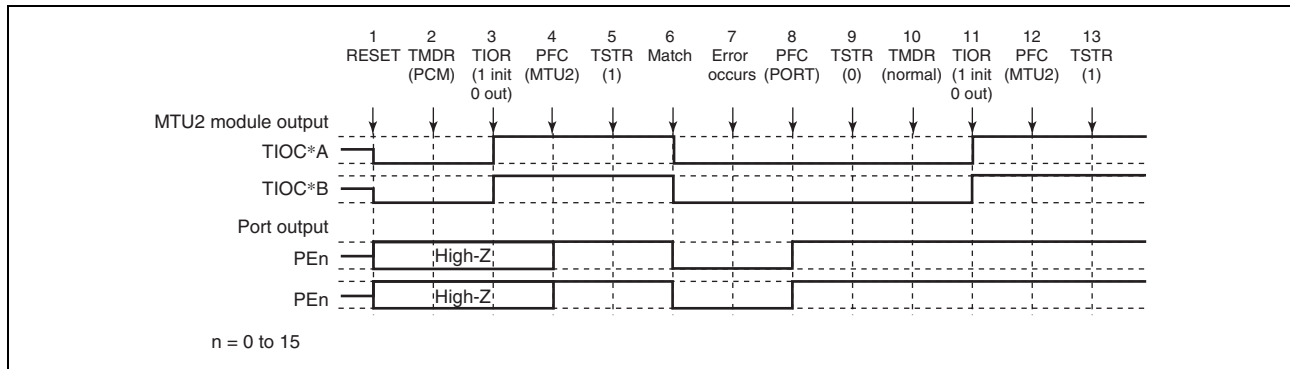 1 2 3 4 5 6 7 8 9 10 11 12 13
RESET TMDR TIOR PFC TSTR Match Error PFC TSTR TMDR TIOR PFC TSTR
(PCM) (1 init (MTU2) (1) occurs (PORT) (0) (normal) (1 init (MTU2) (1)
0 out) 0 out)
MTU2 module output
TIOC*A
TIOC*B
Port output
PEn High-Z
PEn High-Z
n = 0 to 15